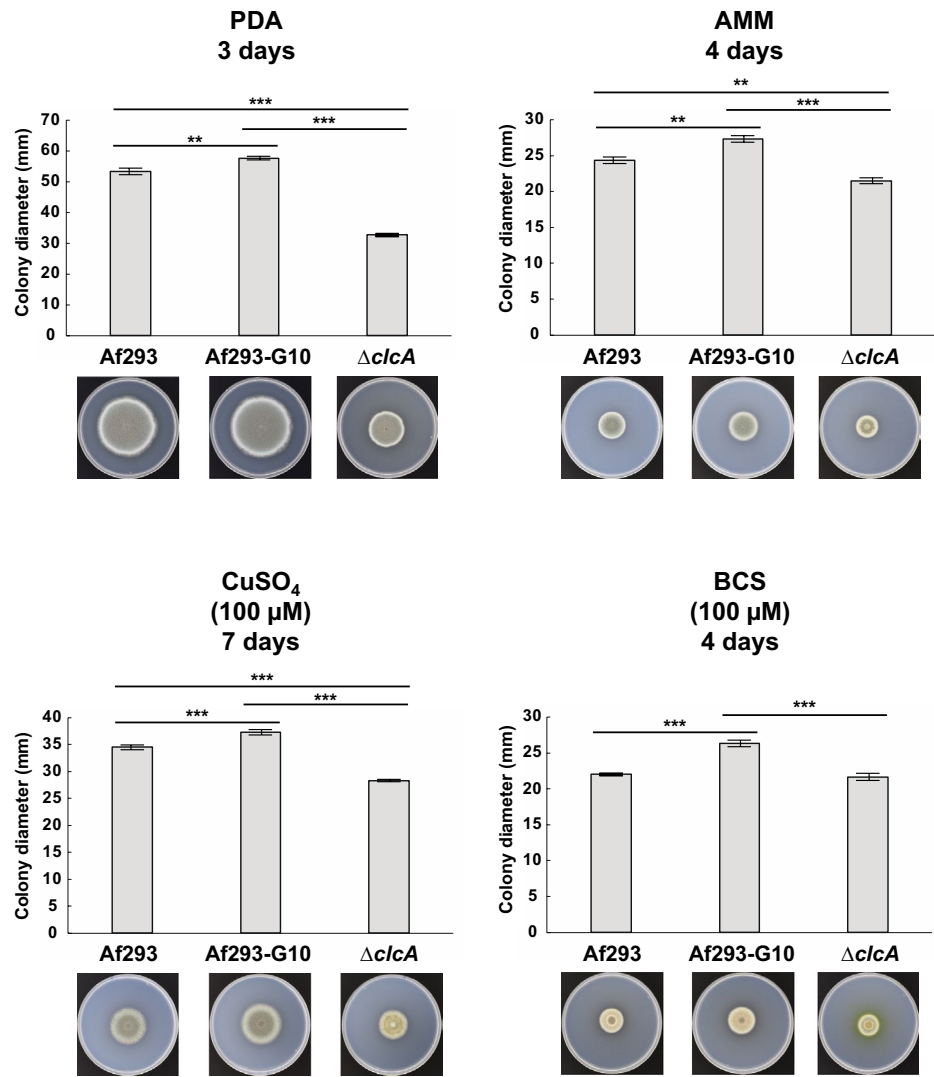 PDA
3 days
***
***
**
Colony diameter (mm)
70
60
50
40
30
20
10
0
Af293
Af293-G10
ΔclcA
AMM
4 days
**
***
**
Colony diameter (mm)
30
25
20
15
10
5
0
Af293
Af293-G10
ΔclcA
CuSO₄
(100 µM)
7 days
***
***
***
Colony diameter (mm)
40
35
30
25
20
15
10
5
0
Af293
Af293-G10
ΔclcA
BCS
(100 µM)
4 days
***
***
Colony diameter (mm)
30
25
20
15
10
5
0
Af293
Af293-G10
ΔclcA